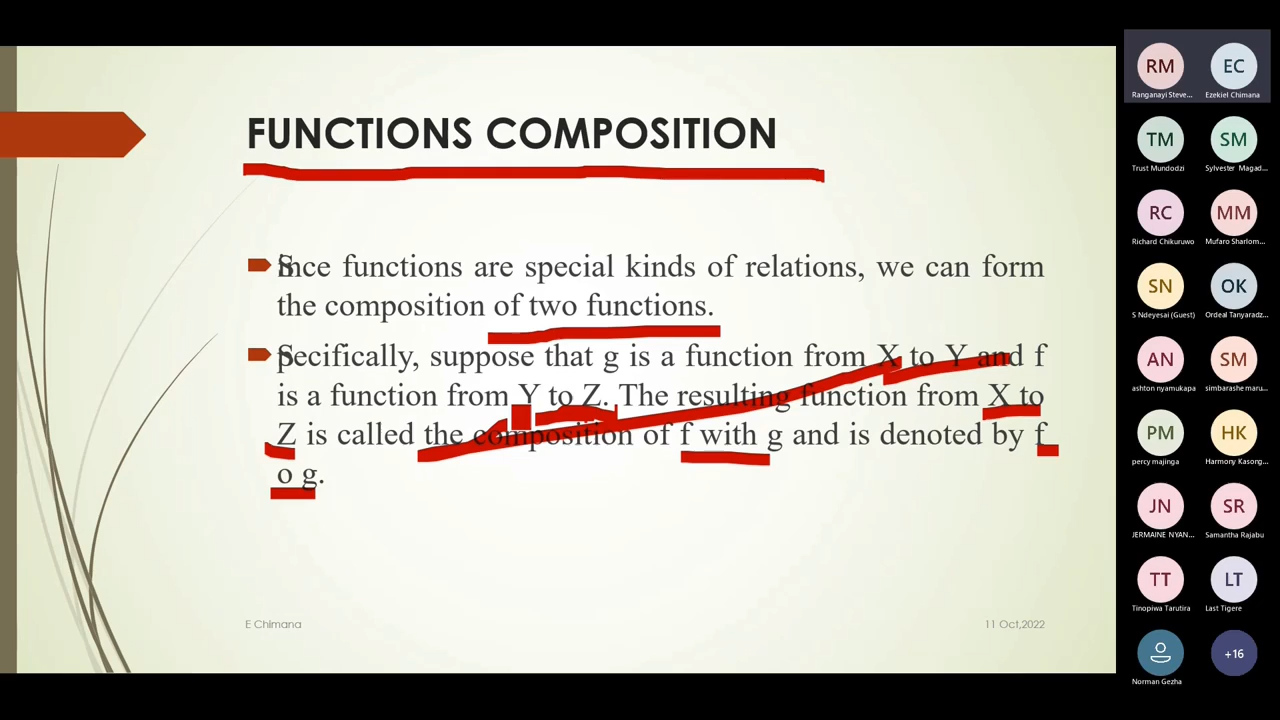 FUNCTIONS COMPOSITION
Since functions are special kinds of relations, we can form
the composition of two functions.
Specifically, suppose that g is a function from X to Y and f
is a function from Y to Z. The resulting function from X to
Z is called the composition of f with g and is denoted by f
o g.
E Chimana
11 Oct,2022
RM
EC
Ranganayi Steve...
Ezekiel Chimana
TM
SM
Trust Mundodzi
Sylvester Magad...
RC
MM
Richard Chikuruwo
Mufaro Sharlom...
SN
OK
S Ndeyesai (Guest)
Ordeal Tanyaradz...
AN
SM
ashton nyamukapa
simbarashe maru...
PM
HK
percy majinga
Harmony Kasong...
JN
SR
JERMAINE NYAN...
Samantha Rajabu
TT
LT
Tinopiwa Tarutira
Last Tigere
+16
Norman Gezha